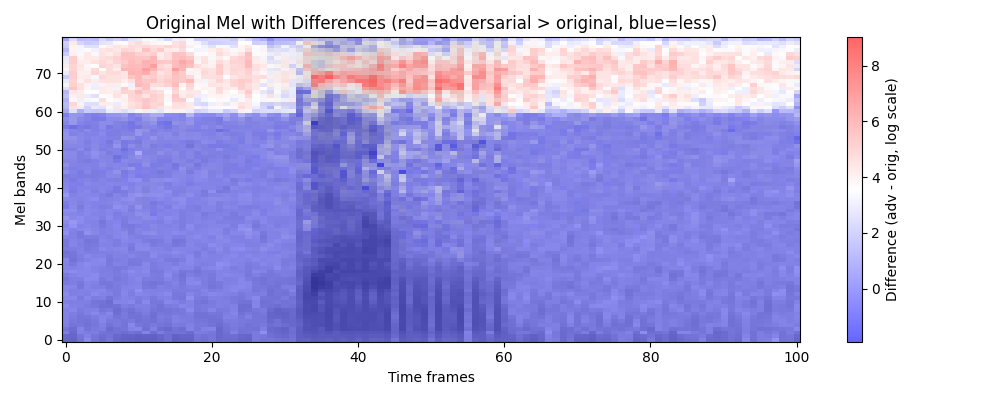 Original Mel with Differences (red=adversarial > original, blue=less)
Mel bands
70
60
50
40
30
20
10
0
0 20 40 60 80 100
Time frames
8
6
4
2
0
Difference (adv - orig, log scale)